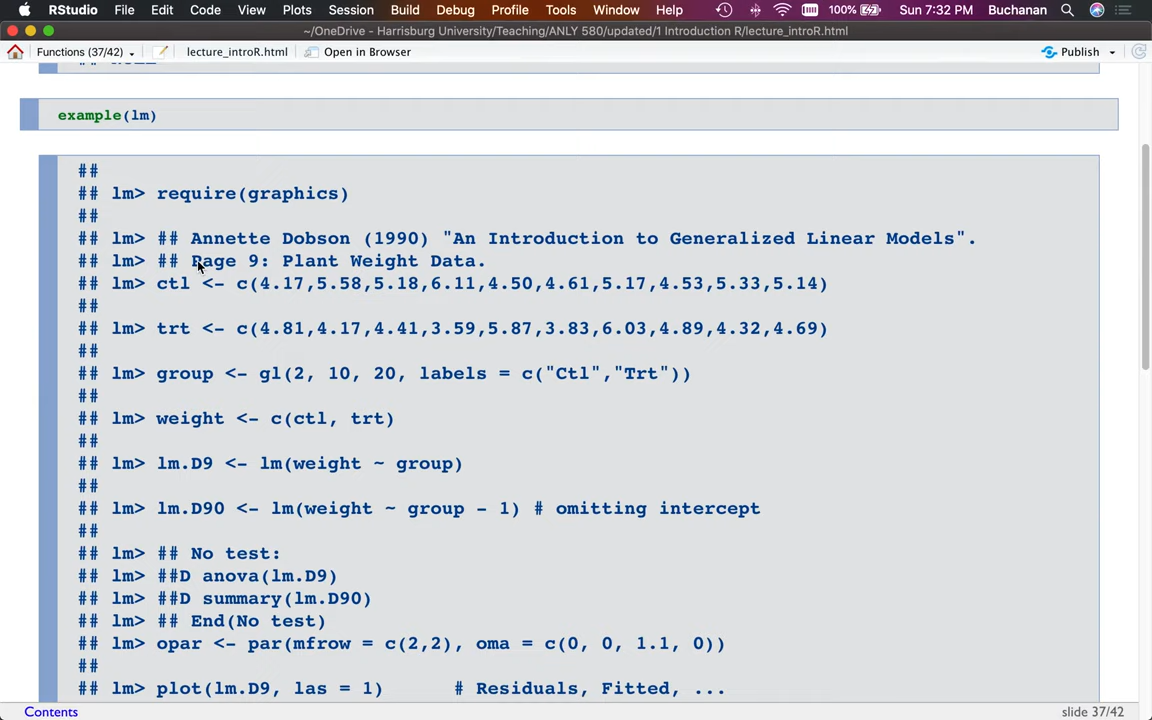 RStudio File Edit Code View Plots Session Build Debug Profile Tools Window Help 100% Sun 7:32 PM Buchanan
~/OneDrive - Harrisburg University/Teaching/ANLY 580/updated/1 Introduction R/lecture_introR.html
Functions (37/42) lecture_introR.html Open in Browser Publish
example(lm)
##
## lm> require(graphics)
##
## lm> ## Annette Dobson (1990) "An Introduction to Generalized Linear Models".
## lm> ## Page 9: Plant Weight Data.
## lm> ctl <- c(4.17,5.58,5.18,6.11,4.50,4.61,5.17,4.53,5.33,5.14)
##
## lm> trt <- c(4.81,4.17,4.41,3.59,5.87,3.83,6.03,4.89,4.32,4.69)
##
## lm> group <- gl(2, 10, 20, labels = c("Ctl","Trt"))
##
## lm> weight <- c(ctl, trt)
##
## lm> lm.D9 <- lm(weight ~ group)
##
## lm> lm.D90 <- lm(weight ~ group - 1) # omitting intercept
##
## lm> ## No test:
## lm> ##D anova(lm.D9)
## lm> ##D summary(lm.D90)
## lm> ## End(No test)
## lm> opar <- par(mfrow = c(2,2), oma = c(0, 0, 1.1, 0))
##
## lm> plot(lm.D9, las = 1) # Residuals, Fitted, ...
Contents slide 37/42